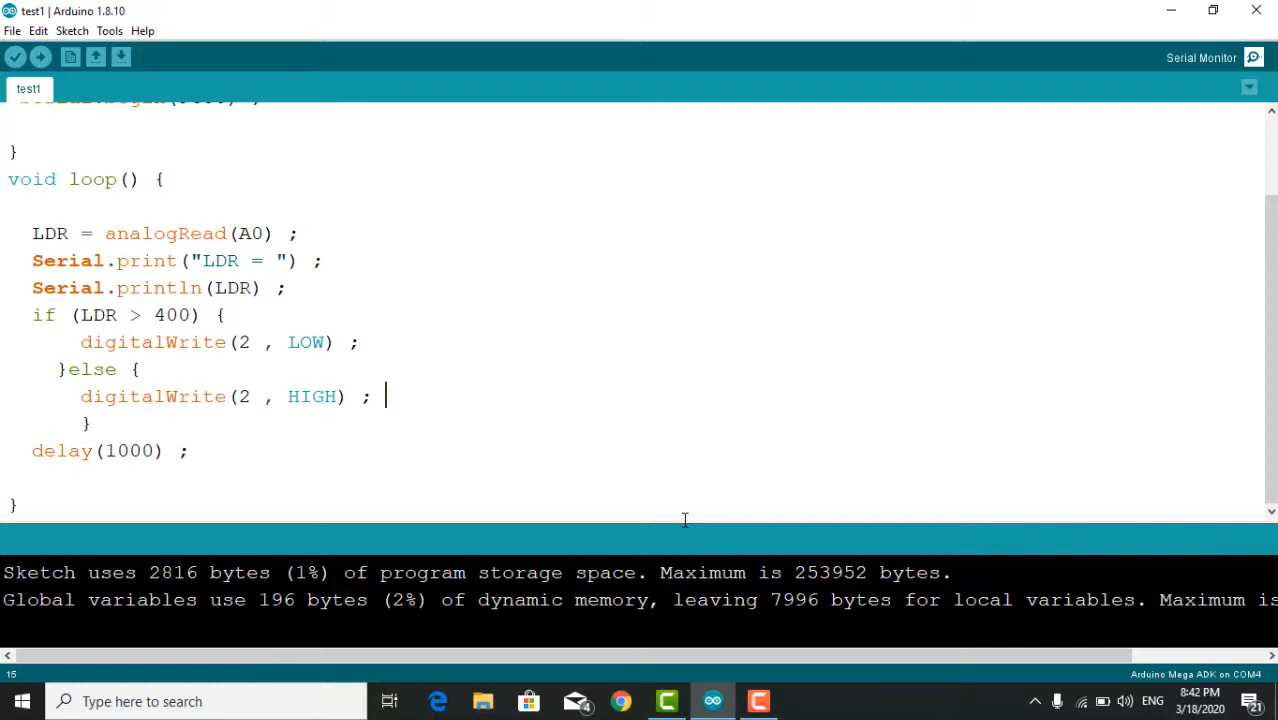 test1 | Arduino 1.8.10
File Edit Sketch Tools Help
Serial Monitor
test1
}
void loop() {
LDR = analogRead(A0) ;
Serial.print("LDR = ") ;
Serial.println(LDR) ;
if (LDR > 400) {
digitalWrite(2 , LOW) ;
}else {
digitalWrite(2 , HIGH) ;
}
delay(1000) ;
}
Sketch uses 2816 bytes (1%) of program storage space. Maximum is 253952 bytes.
Global variables use 196 bytes (2%) of dynamic memory, leaving 7996 bytes for local variables. Maximum is
15
Arduino Mega ADK on COM4
Type here to search
4
ENG
8:42 PM
3/18/2020
21